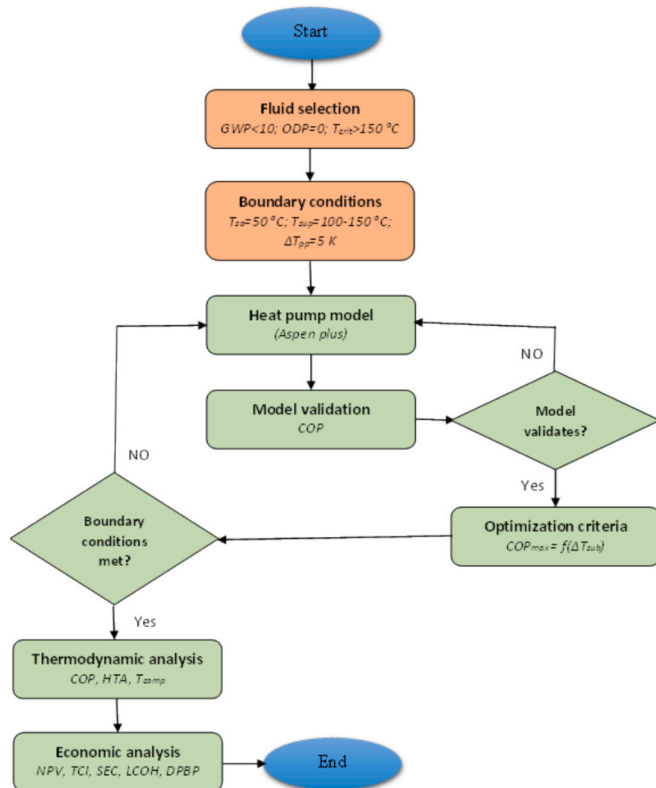 Start
Fluid selection
GWP<10; ODP=0; Tcrit>150 °C
Boundary conditions
Tso=50 °C; Tsup=100-150 °C;
ΔTpp=5 K
Heat pump model
(Aspen plus)
NO
Model validation
COP
Model
validates?
NO
Yes
Boundary
conditions
met?
Optimization criteria
COPmax= f(ΔTsub)
Yes
Thermodynamic analysis
COP, HTA, Tcomp
Economic analysis
NPV, TCI, SEC, LCOH, DPBP
End